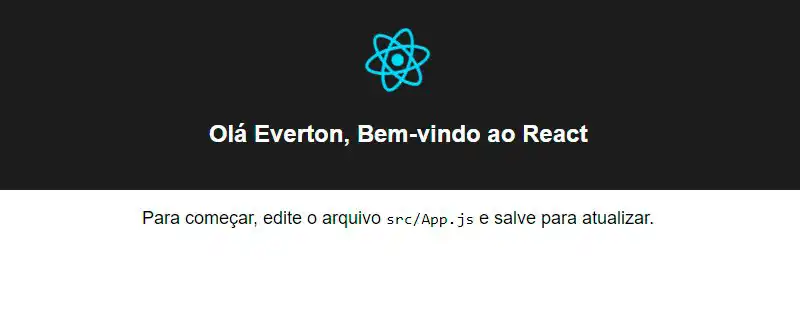 Olá Everton, Bem-vindo ao React
Para começar, edite o arquivo src/App.js e salve para atualizar.